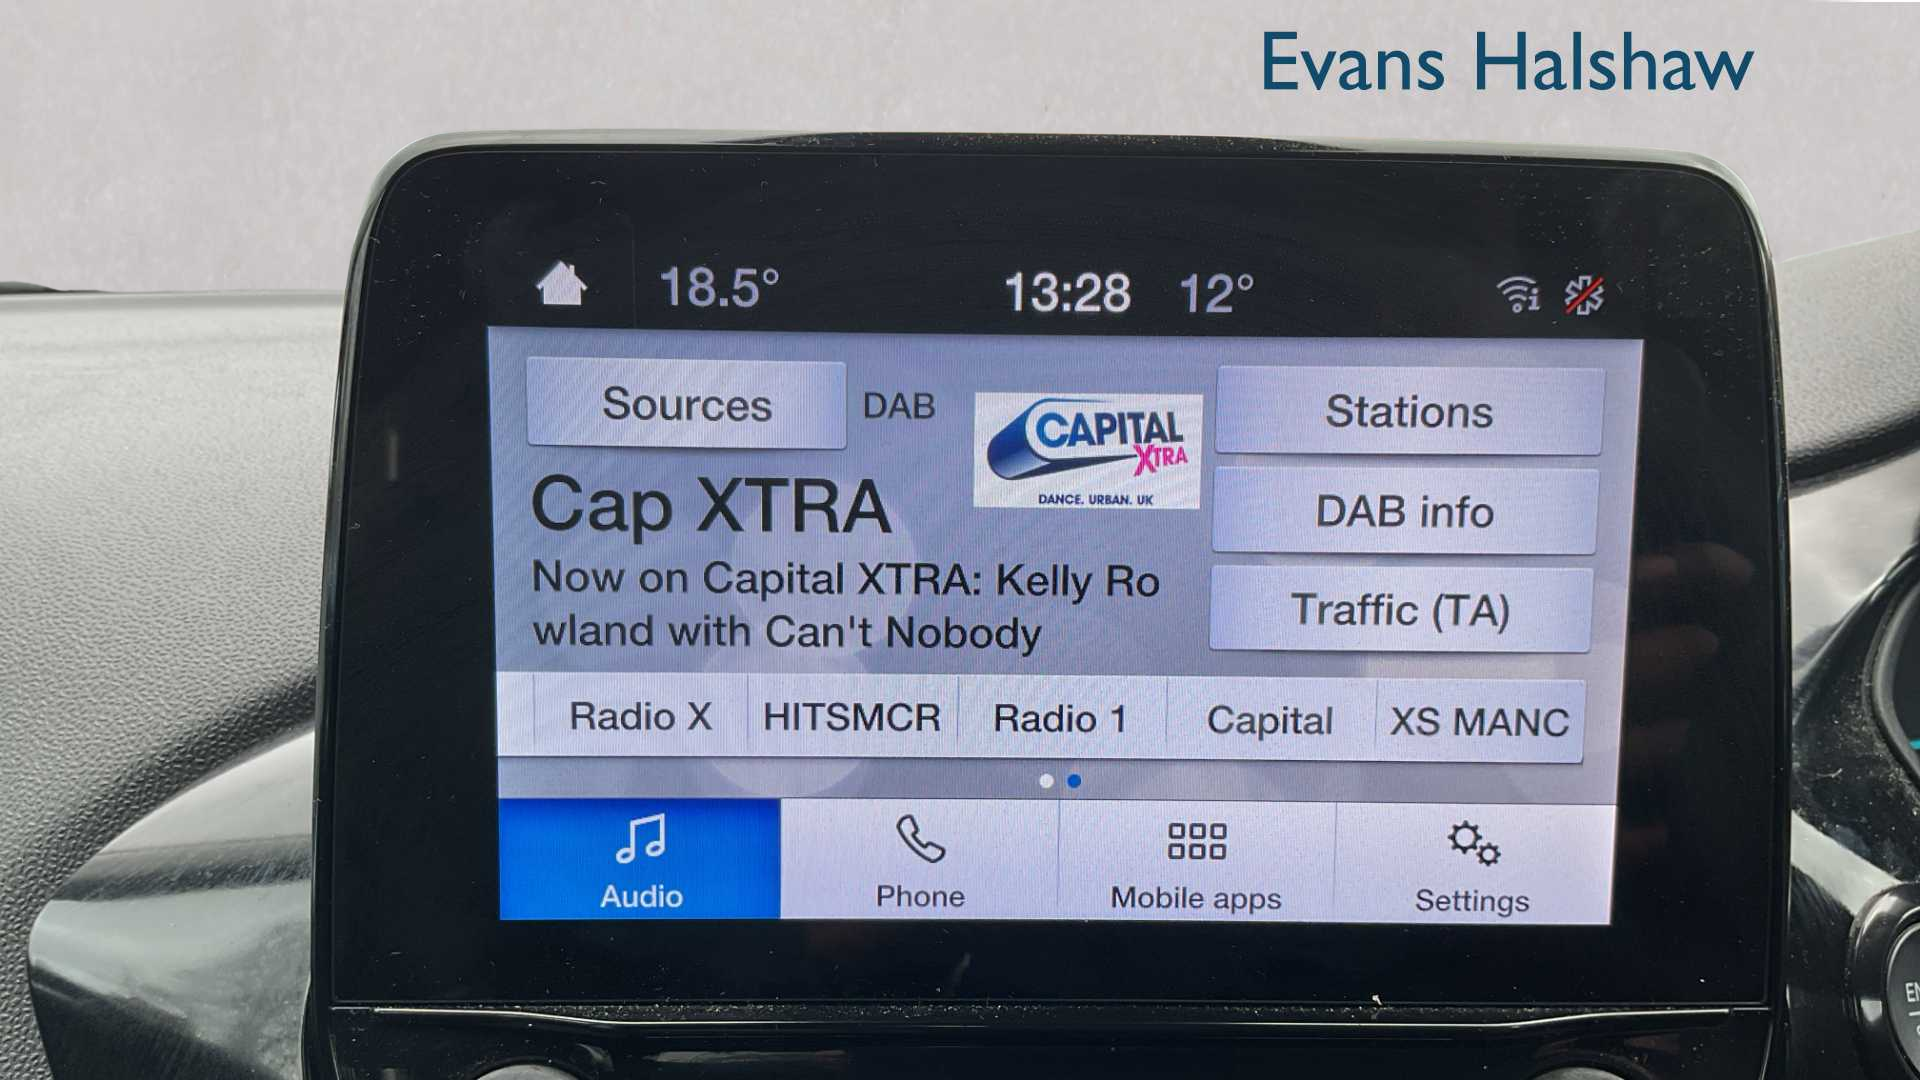 Evans Halshaw
18.5° 13:28 12°
Sources DAB
CAPITAL
XTRA
DANCE. URBAN. UK
Stations
DAB info
Traffic (TA)
Cap XTRA
Now on Capital XTRA: Kelly Ro
wland with Can't Nobody
Radio X HITSMCR Radio 1 Capital XS MANC
Audio Phone Mobile apps Settings